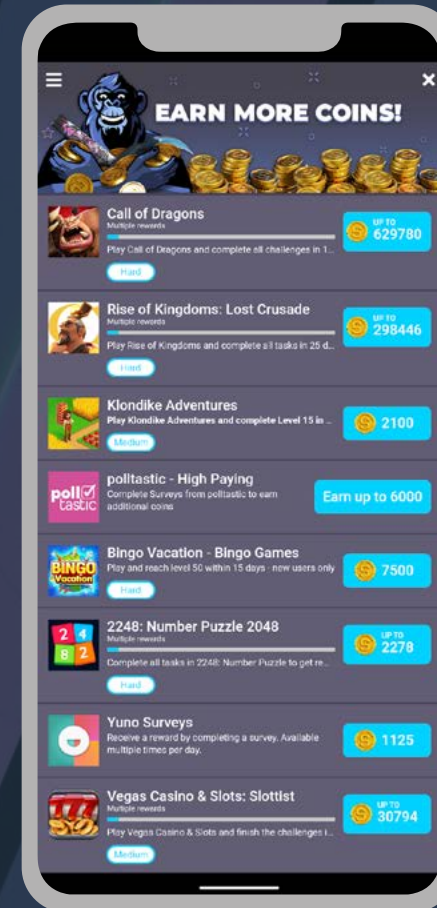 EARN MORE COINS!
Call of Dragons
Multiple rewards
Play Call of Dragons and complete all challenges in 1...
Hard
UP TO
629780
Rise of Kingdoms: Lost Crusade
Multiple rewards
Play Rise of Kingdoms and complete all tasks in 25 d...
Hard
UP TO
298446
Klondike Adventures
Play Klondike Adventures and complete Level 15 in ...
Medium
2100
poll
tastic
polltastic - High Paying
Complete Surveys from polltastic to earn
additional coins
Earn up to 6000
BINGO
Vacation
Bingo Vacation - Bingo Games
Play and reach level 50 within 15 days - new users only
Hard
7500
2 4
8 2
2248: Number Puzzle 2048
Multiple rewards
Complete all tasks in 2248: Number Puzzle to get re...
Hard
UP TO
2278
Yuno Surveys
Receive a reward by completing a survey. Available
multiple times per day.
1125
777
Vegas Casino & Slots: Slottist
Multiple rewards
Play Vegas Casino & Slots and finish the challenges i...
Medium
UP TO
30794